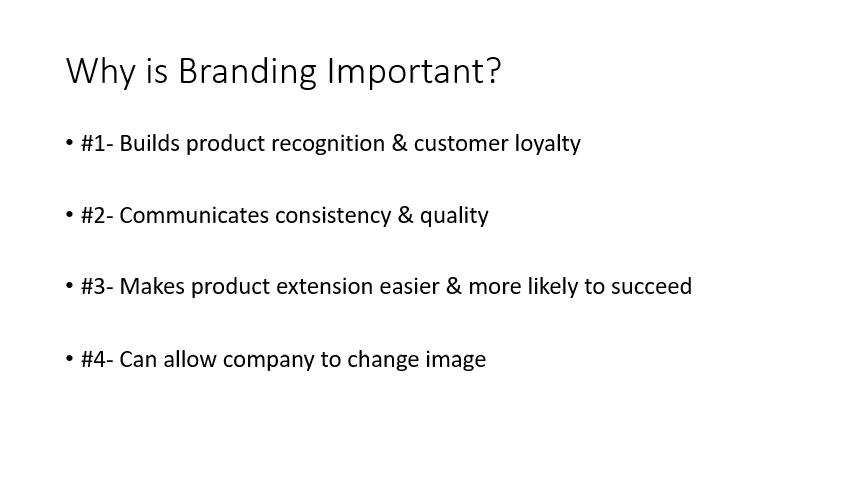 Why is Branding Important?
• #1- Builds product recognition & customer loyalty
• #2- Communicates consistency & quality
• #3- Makes product extension easier & more likely to succeed
• #4- Can allow company to change image